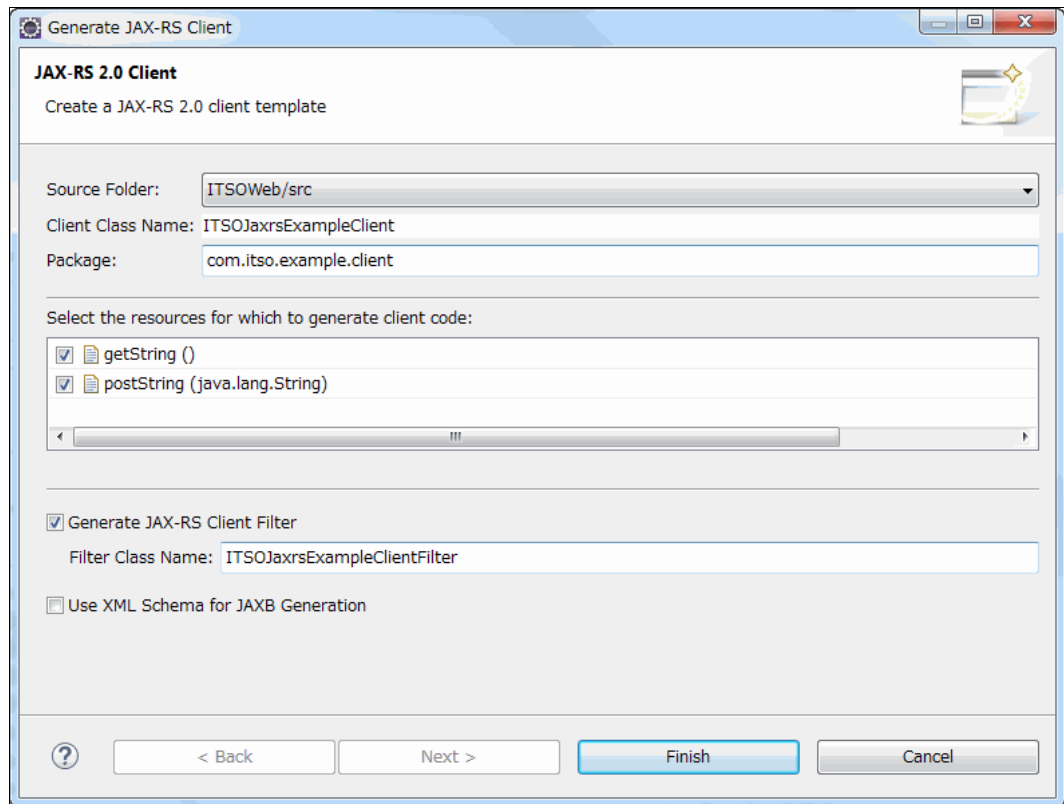 Generate JAX-RS Client
JAX-RS 2.0 Client
Create a JAX-RS 2.0 client template
Source Folder: ITSOWeb/src
Client Class Name: ITSOJaxrsExampleClient
Package: com.itso.example.client
Select the resources for which to generate client code:
getString ()
postString (java.lang.String)
Generate JAX-RS Client Filter
Filter Class Name: ITSOJaxrsExampleClientFilter
Use XML Schema for JAXB Generation
? < Back Next > Finish Cancel